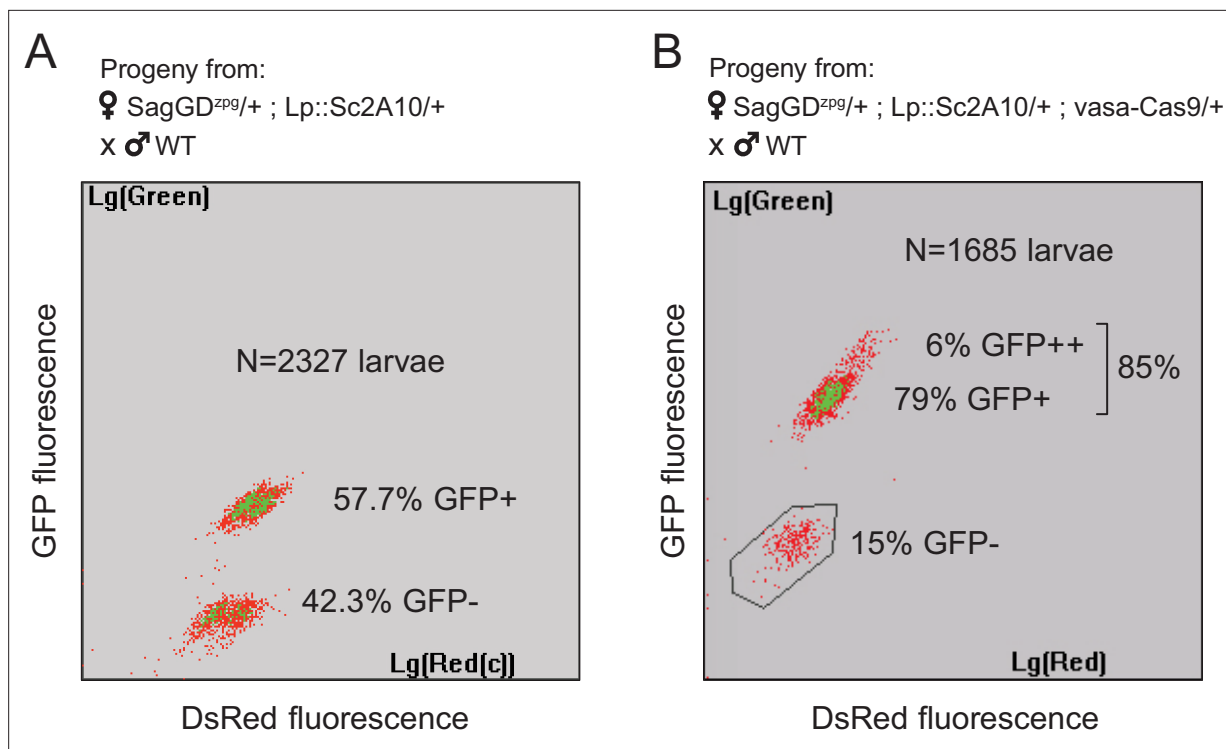 A
Progeny from:
♀ SagGDzpg/+ ; Lp::Sc2A10/+
x ♂ WT
Lg(Green)
N=2327 larvae
57.7% GFP+
42.3% GFP-
Lg(Red(c))
GFP fluorescence
DsRed fluorescence
B
Progeny from:
♀ SagGDzpg/+ ; Lp::Sc2A10/+ ; vasa-Cas9/+
x ♂ WT
Lg(Green)
N=1685 larvae
6% GFP++
79% GFP+
85%
15% GFP-
Lg(Red)
GFP fluorescence
DsRed fluorescence